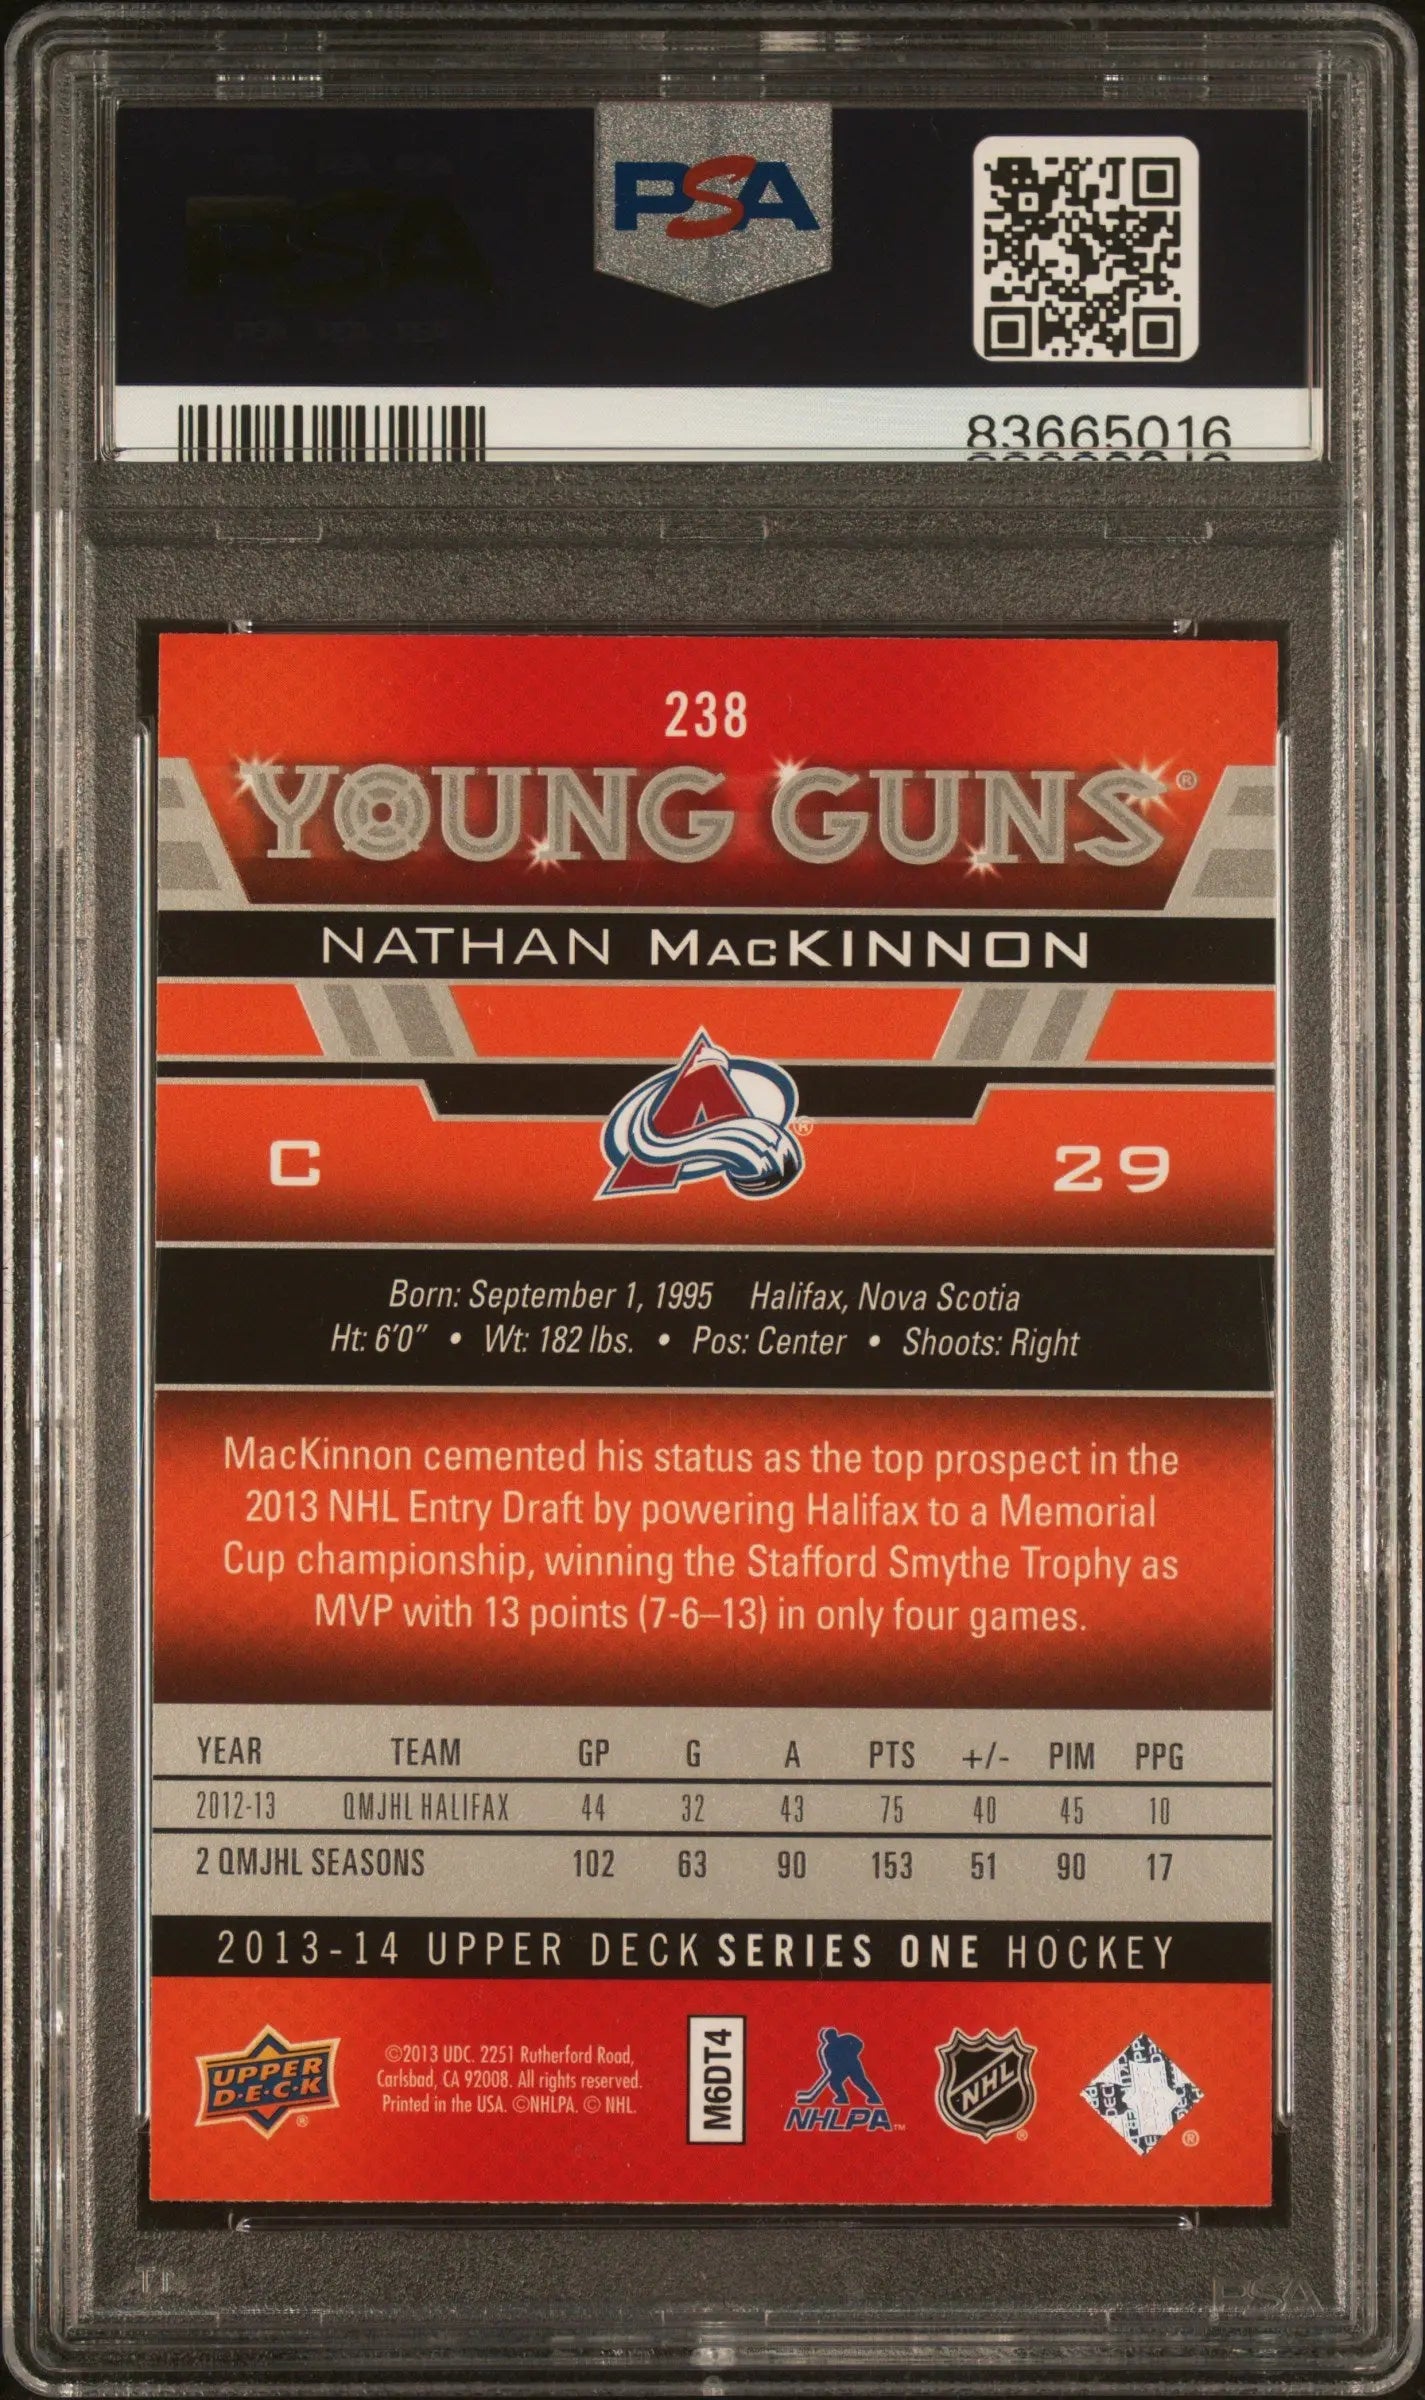 PSA
83665016
238
YOUNG GUNS®
NATHAN MACKINNON
C
29
Born: September 1, 1995 Halifax, Nova Scotia
Ht: 6'0" • Wt: 182 lbs. • Pos: Center • Shoots: Right
MacKinnon cemented his status as the top prospect in the
2013 NHL Entry Draft by powering Halifax to a Memorial
Cup championship, winning the Stafford Smythe Trophy as
MVP with 13 points (7-6–13) in only four games.
YEAR TEAM GP G A PTS +/- PIM PPG
2012-13 QMJHL HALIFAX 44 32 43 75 40 45 10
2 QMJHL SEASONS 102 63 90 153 51 90 17
2013-14 UPPER DECK SERIES ONE HOCKEY
UPPER
D·E·C·K
®
©2013 UDC. 2251 Rutherford Road,
Carlsbad, CA 92008. All rights reserved.
Printed in the USA. ©NHLPA. © NHL.
M6DT4
NHLPA™
NHL
®
®
PSA